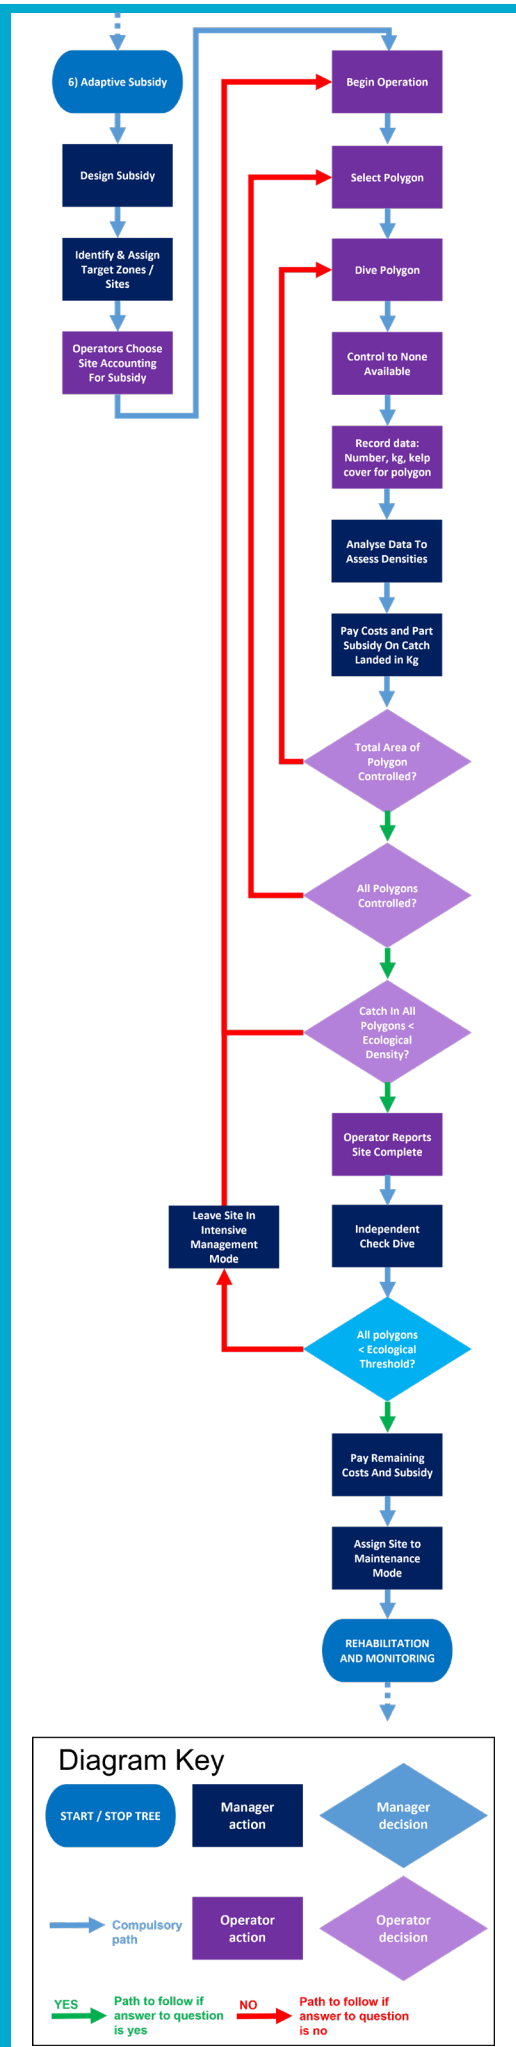 6) Adaptive Subsidy
Design Subsidy
Identify & Assign
Target Zones /
Sites
Operators Choose
Site Accounting
For Subsidy
Begin Operation
Select Polygon
Dive Polygon
Control to None
Available
Record data:
Number, kg, kelp
cover for polygon
Analyse Data To
Assess Densities
Pay Costs and Part
Subsidy On Catch
Landed in Kg
Total Area of
Polygon
Controlled?
All Polygons
Controlled?
Catch In All
Polygons <
Ecological
Density?
Operator Reports
Site Complete
Leave Site In
Intensive
Management
Mode
Independent
Check Dive
All polygons
< Ecological
Threshold?
Pay Remaining
Costs And Subsidy
Assign Site to
Maintenance
Mode
REHABILITATION
AND MONITORING
Diagram Key
START / STOP TREE
Manager
action
Manager
decision
Compulsory
path
Operator
action
Operator
decision
YES
Path to follow if
answer to question
is yes
NO
Path to follow if
answer to question
is no